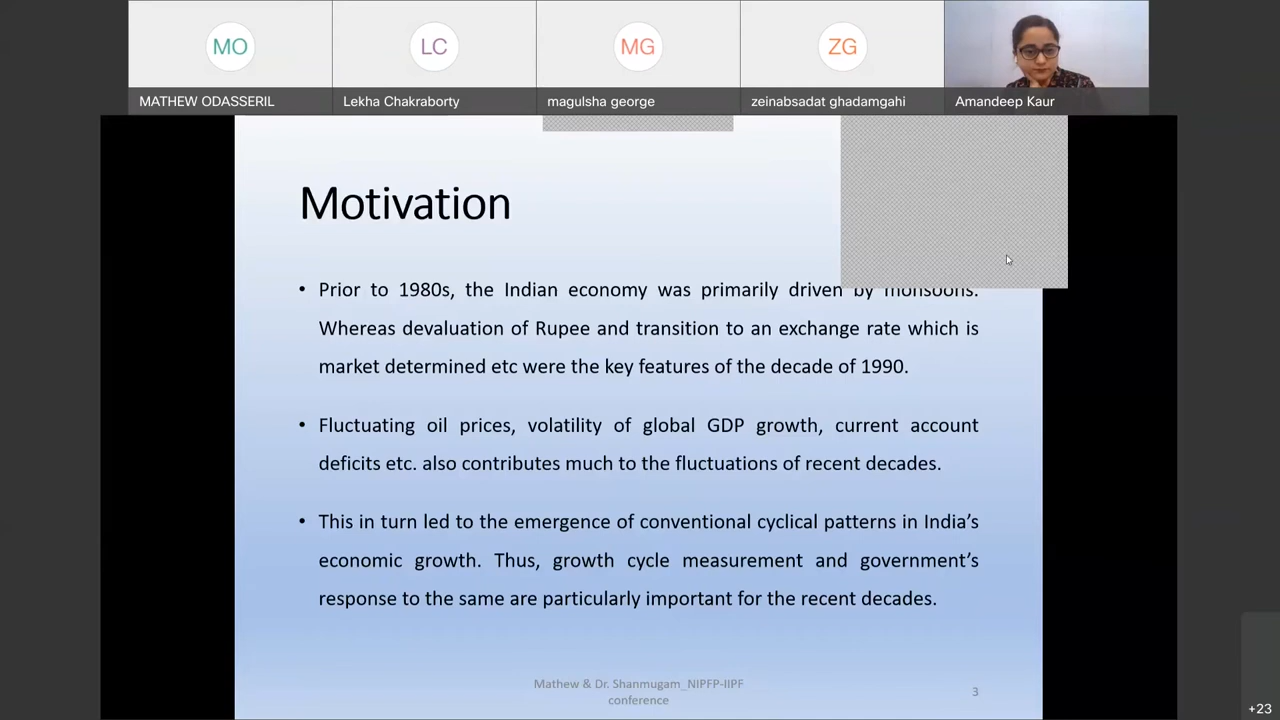 MO
LC
MG
ZG
MATHEW ODASSERIL
Lekha Chakraborty
magulsha george
zeinabsadat ghadamgahi
Amandeep Kaur
Motivation
• Prior to 1980s, the Indian economy was primarily driven by monsoons.
Whereas devaluation of Rupee and transition to an exchange rate which is
market determined etc were the key features of the decade of 1990.
• Fluctuating oil prices, volatility of global GDP growth, current account
deficits etc. also contributes much to the fluctuations of recent decades.
• This in turn led to the emergence of conventional cyclical patterns in India’s
economic growth. Thus, growth cycle measurement and government’s
response to the same are particularly important for the recent decades.
Mathew & Dr. Shanmugam_NIPFP-IIPF
conference
3
+23